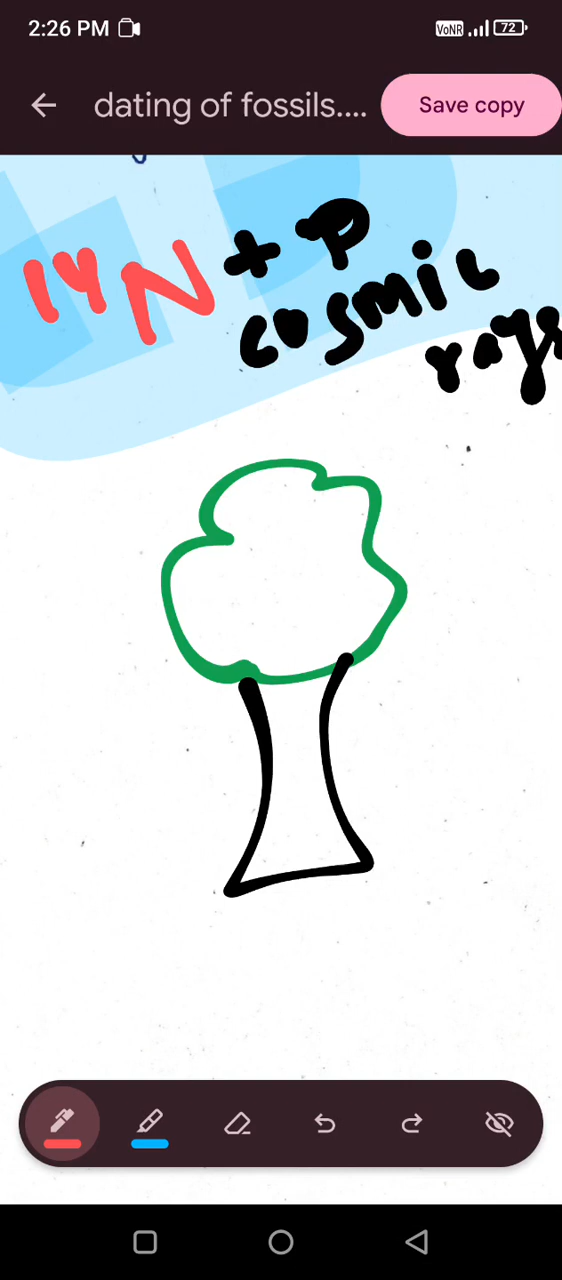 2:26 PM VoNR 72
dating of fossils.... Save copy
14N + P
cosmic
rays